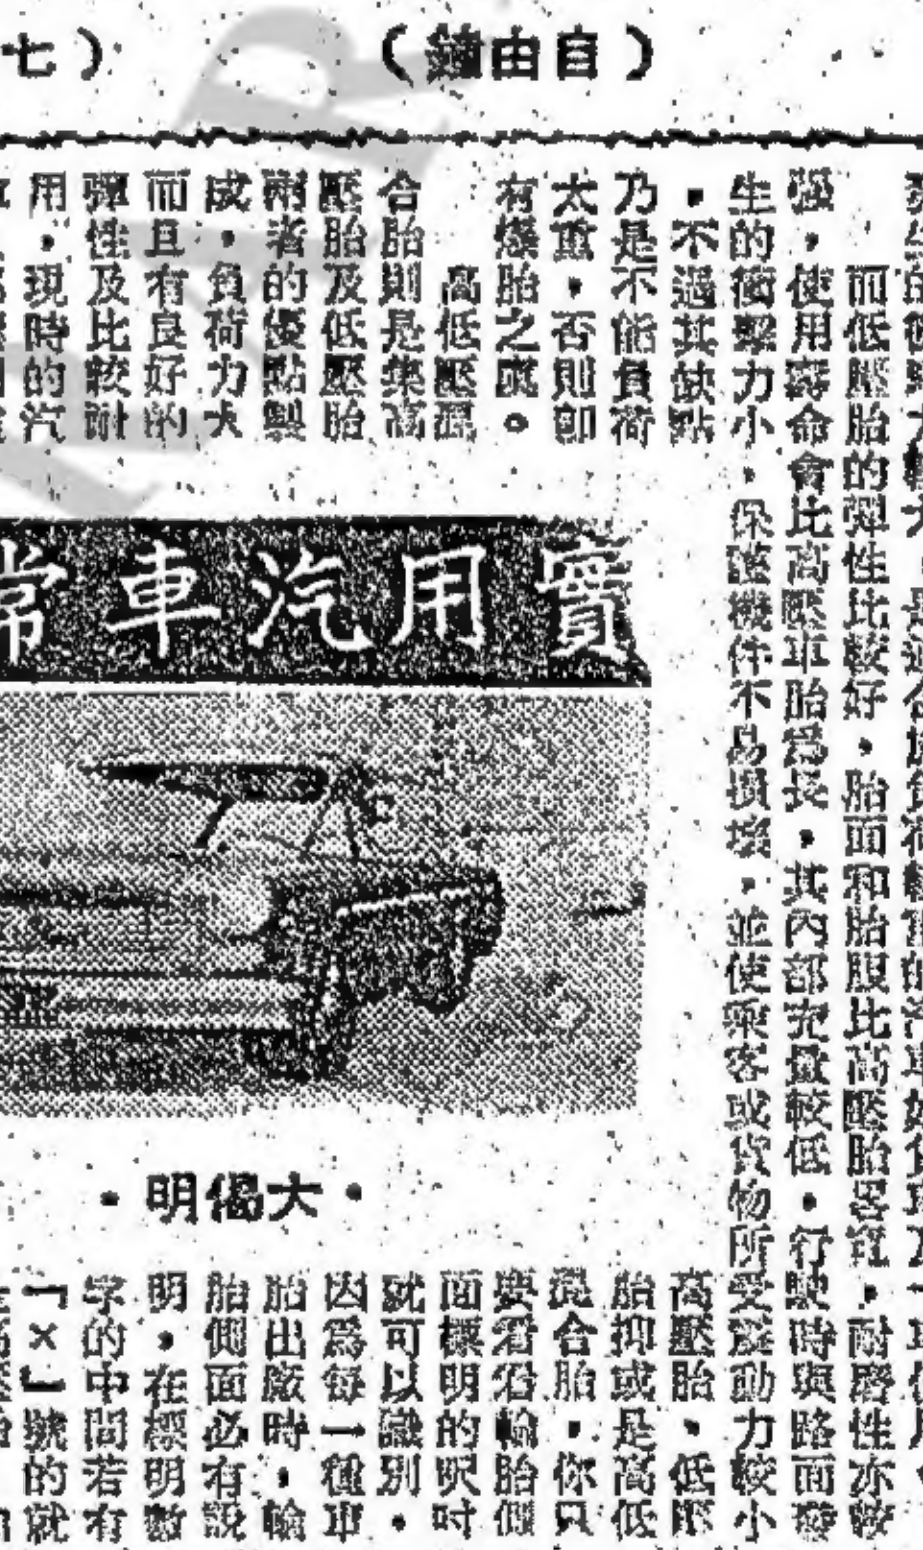 （自由鐘）
（七
而低壓胎的彈性比較好，胎面和胎膜比高壓胎容宽，耐磨性亦較
強，使用壽命會比高壓車胎為長，其內部充氣較低，行駛時與路面發
生的衝擊力小，保護機件不易損壞，並使乘客或貨物所受震動力較小
，不過其缺點
乃是不能負荷
太重，否則即
有爆胎之虞。
高低壓混
合胎則是集高
壓胎及低壓胎
兩者的優點製
成，負荷力大
而且有良好的
彈性及比較耐
用，現時的汽
實用汽車常
・大偈明・
高壓胎、低壓
胎抑或是高低
混合胎，你只
要看看輪胎側
面標明的呎吋
就可以識別，
因為每一種車
胎出廠時，輪
胎側面必有說
明，在標明數
字的中間若有
「×」號的就